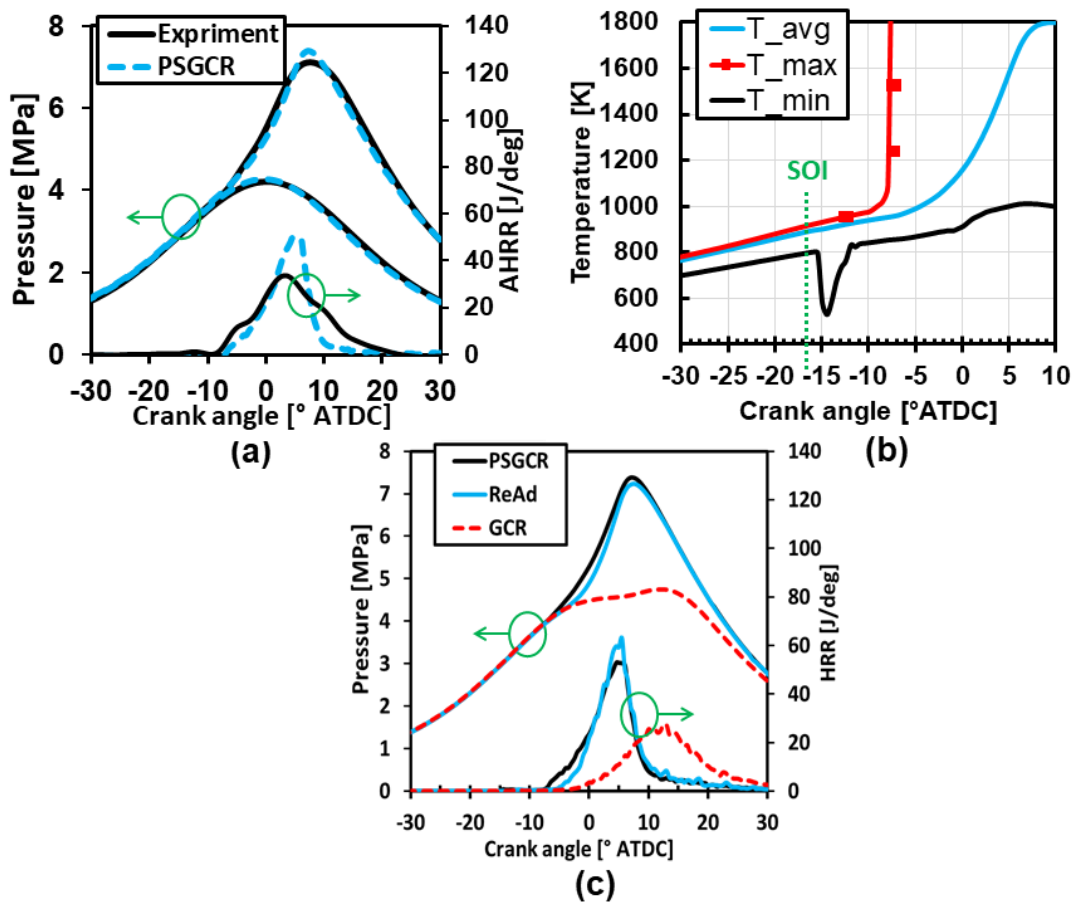 Expriment
PSGCR
Pressure [MPa]
8
6
4
2
0
140
120
100
80
60
40
20
0
AHRR [J/deg]
-30 -20 -10 0 10 20 30
Crank angle [° ATDC]
(a)
T_avg
T_max
T_min
SOI
Temperature [K]
1800
1600
1400
1200
1000
800
600
400
-30 -25 -20 -15 -10 -5 0 5 10
Crank angle [°ATDC]
(b)
PSGCR
ReAd
GCR
Pressure [MPa]
8
7
6
5
4
3
2
1
0
140
120
100
80
60
40
20
0
HRR [J/deg]
-30 -20 -10 0 10 20 30
Crank angle [° ATDC]
(c)